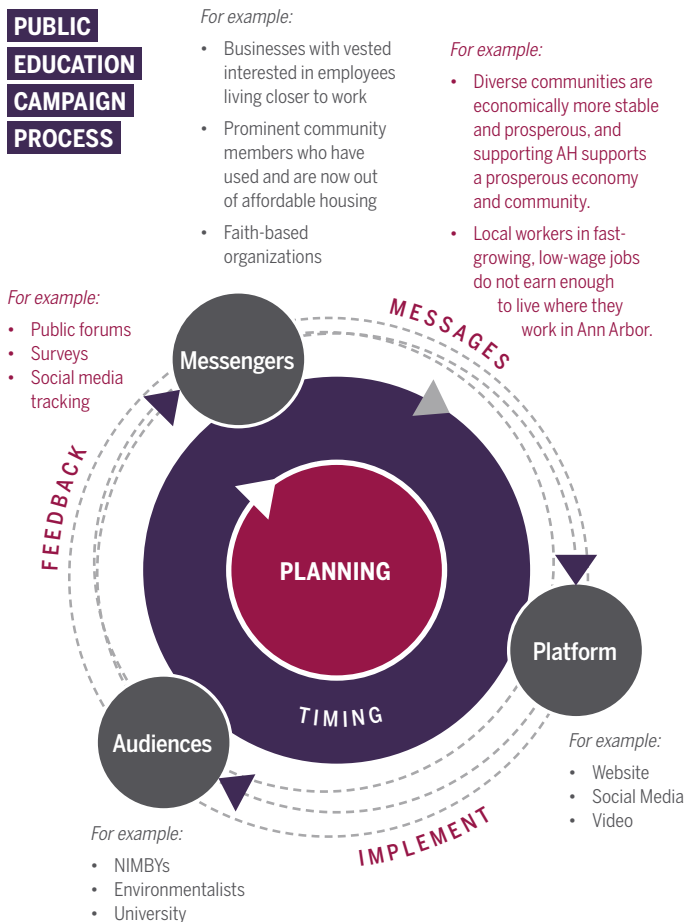 PUBLIC
EDUCATION
CAMPAIGN
PROCESS
For example:
• Businesses with vested
interested in employees
living closer to work
• Prominent community
members who have
used and are now out
of affordable housing
• Faith-based
organizations
For example:
• Diverse communities are
economically more stable
and prosperous, and
supporting AH supports
a prosperous economy
and community.
• Local workers in fast-
growing, low-wage jobs
do not earn enough
to live where they
work in Ann Arbor.
For example:
• Public forums
• Surveys
• Social media
tracking
Messengers
MESSAGES
FEEDBACK
PLANNING
Platform
TIMING
Audiences
For example:
• Website
• Social Media
• Video
IMPLEMENT
For example:
• NIMBYs
• Environmentalists
• University